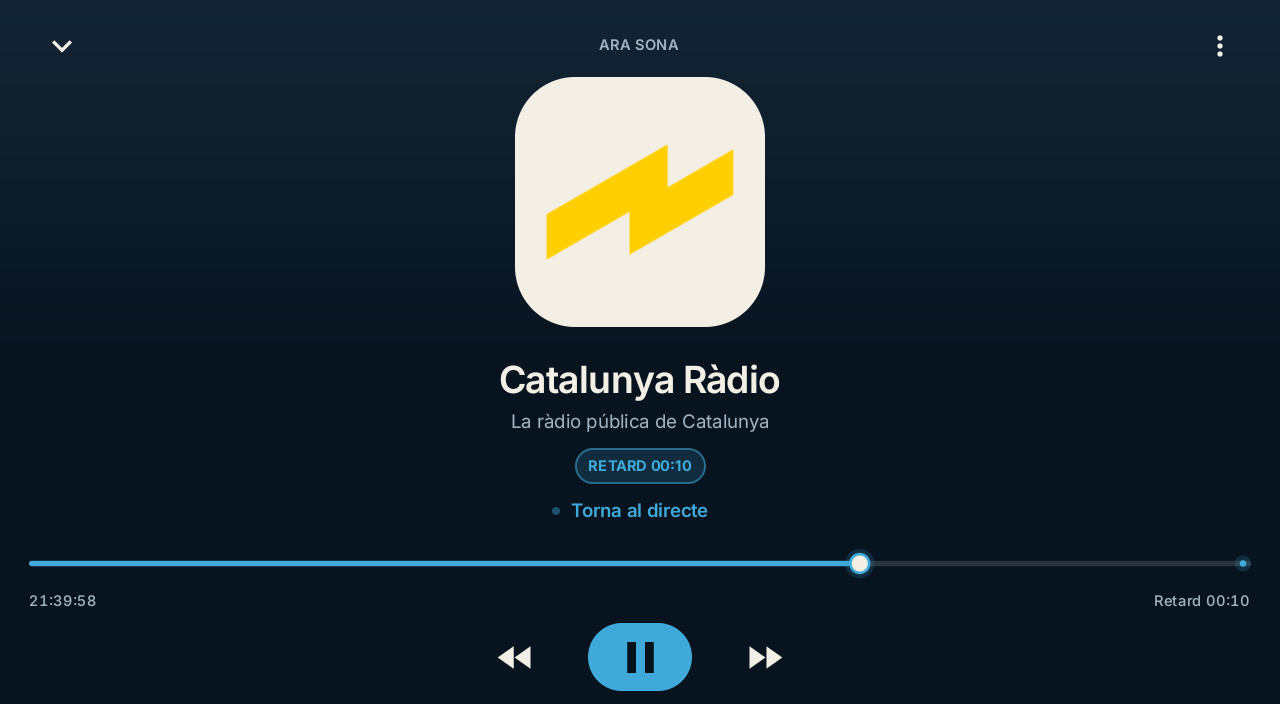 ARA SONA
Catalunya Ràdio
La ràdio pública de Catalunya
RETARD 00:10
Torna al directe
21:39:58
Retard 00:10